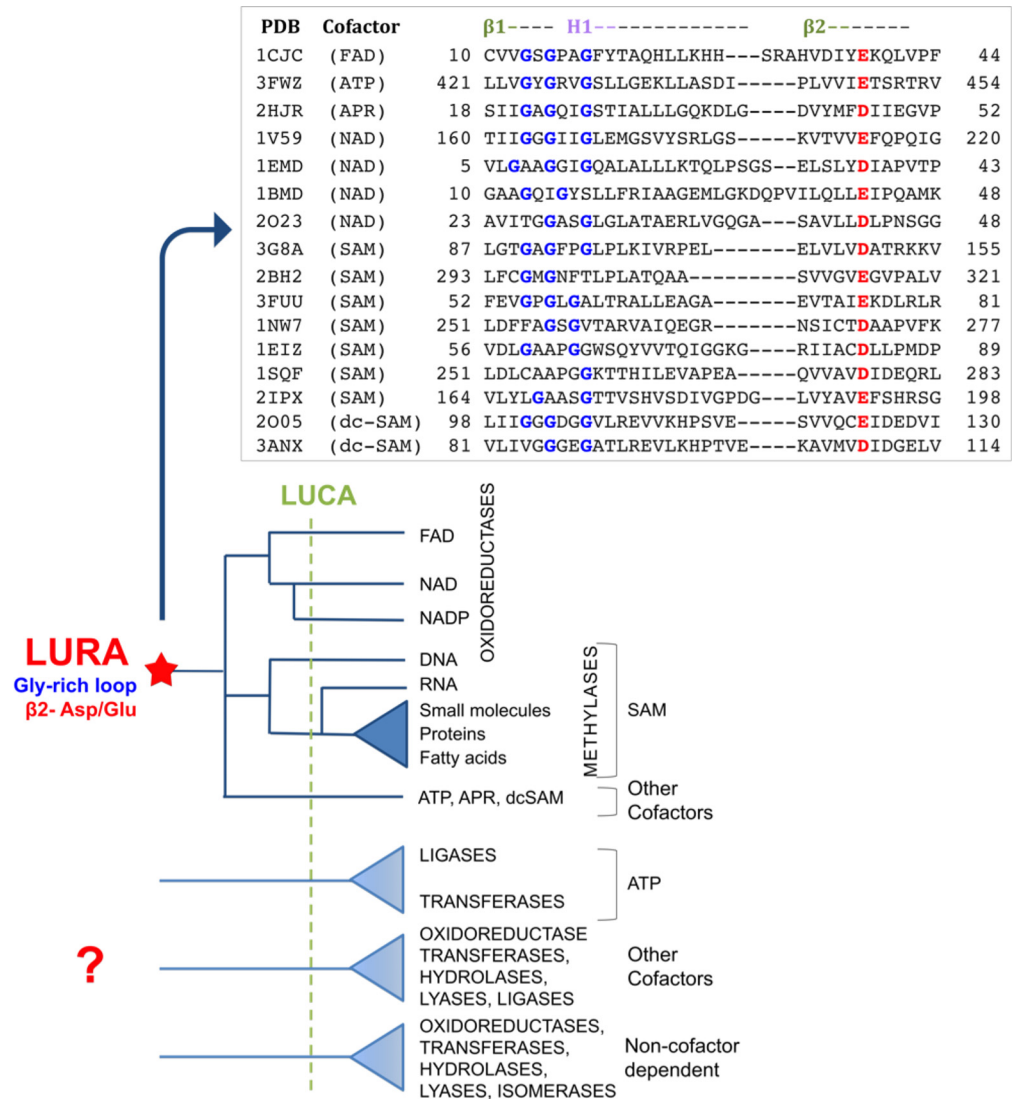 PDB Cofactor β1----- H1--------------- β2-------
1CJC (FAD) 10 CVVGSGPAGFYTAQHLLKHH---SRAHVDIYEKQLVPF 44
3FWZ (ATP) 421 LLVGYGRVGSLLGEKLLASDI-----PLVVIETSRTRV 454
2HJR (APR) 18 SIIGAGQIGSTIALLLGQKDLG----DVYMFDIIEGVP 52
1V59 (NAD) 160 TIIGGGIIGLEMGSVYSRLGS-----KVTVVEFQPQIG 220
1EMD (NAD) 5 VLGAAGGIGQALALLLKTQLPSGS--ELSLYDIAPVTP 43
1BMD (NAD) 10 GAAGQIGYSLLFRIAAGEMLGKDQPVILQLLEIPQAMK 48
2O23 (NAD) 23 AVITGGASGLGLATAERLVGQGA---SAVLLDLPNSGG 48
3G8A (SAM) 87 LGTGAGFPGLPLKIVRPEL-------ELVLVDATRKKV 155
2BH2 (SAM) 293 LFCGMGNFTLPLATQAA---------SVVGVEGVPALV 321
3FUU (SAM) 52 FEVGPGLGALTRALLEAGA-------EVTAIEKDLRLR 81
1NW7 (SAM) 251 LDFFAGSGVTARVAIQEGR-------NSICTDAAPVFK 277
1EIZ (SAM) 56 VDLGAAPGGWSQYVVTQIGGKG----RIIACDLLPMDP 89
1SQF (SAM) 251 LDLCAAPGGKTTHILEVAPEA-----QVVAVDIDEQRL 283
2IPX (SAM) 164 VLYLGAASGTTVSHVSDIVGPDG---LVYAVEFSHRSG 198
2O05 (dc-SAM) 98 LIIGGGDGGVLREVVKHPSVE-----SVVQCEIDEDVI 130
3ANX (dc-SAM) 81 VLIVGGGEGATLREVLKHPTVE----KAVMVDIDGELV 114
LUCA
FAD
NAD
NADP
OXIDOREDUCTASES
LURA
Gly-rich loop
β2- Asp/Glu
DNA
RNA
Small molecules
Proteins
Fatty acids
METHYLASES
SAM
ATP, APR, dcSAM
Other
Cofactors
LIGASES
TRANSFERASES
ATP
?
OXIDOREDUCTASE
TRANSFERASES,
HYDROLASES,
LYASES, LIGASES
Other
Cofactors
OXIDOREDUCTASES,
TRANSFERASES,
HYDROLASES,
LYASES, ISOMERASES
Non-cofactor
dependent